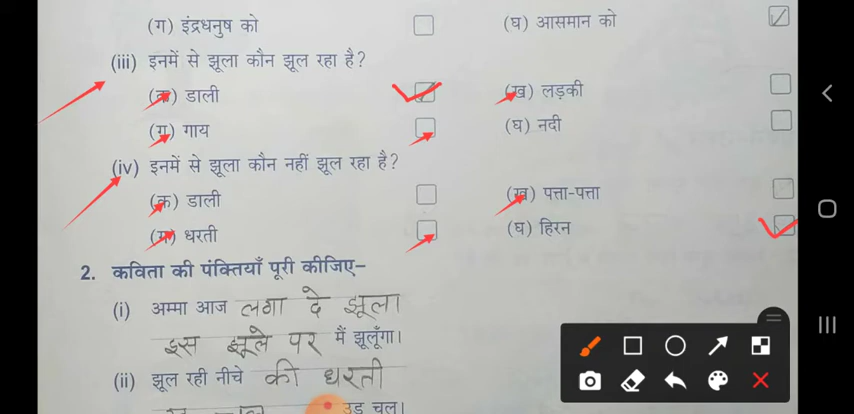 (ग) इंद्रधनुष को (घ) आसमान को
(iii) इनमें से झूला कौन झूल रहा है?
(क) डाली (ख) लड़की
(ग) गाय (घ) नदी
(iv) इनमें से झूला कौन नहीं झूल रहा है?
(क) डाली (ख) पत्ता-पत्ता
(ग) धरती (घ) हिरन
2. कविता की पंक्तियाँ पूरी कीजिए–
(i) अम्मा आज लगा दे झूला
इस झूले पर मैं झूलूँगा।
(ii) झूल रही नीचे की धरती
उड़ चल।